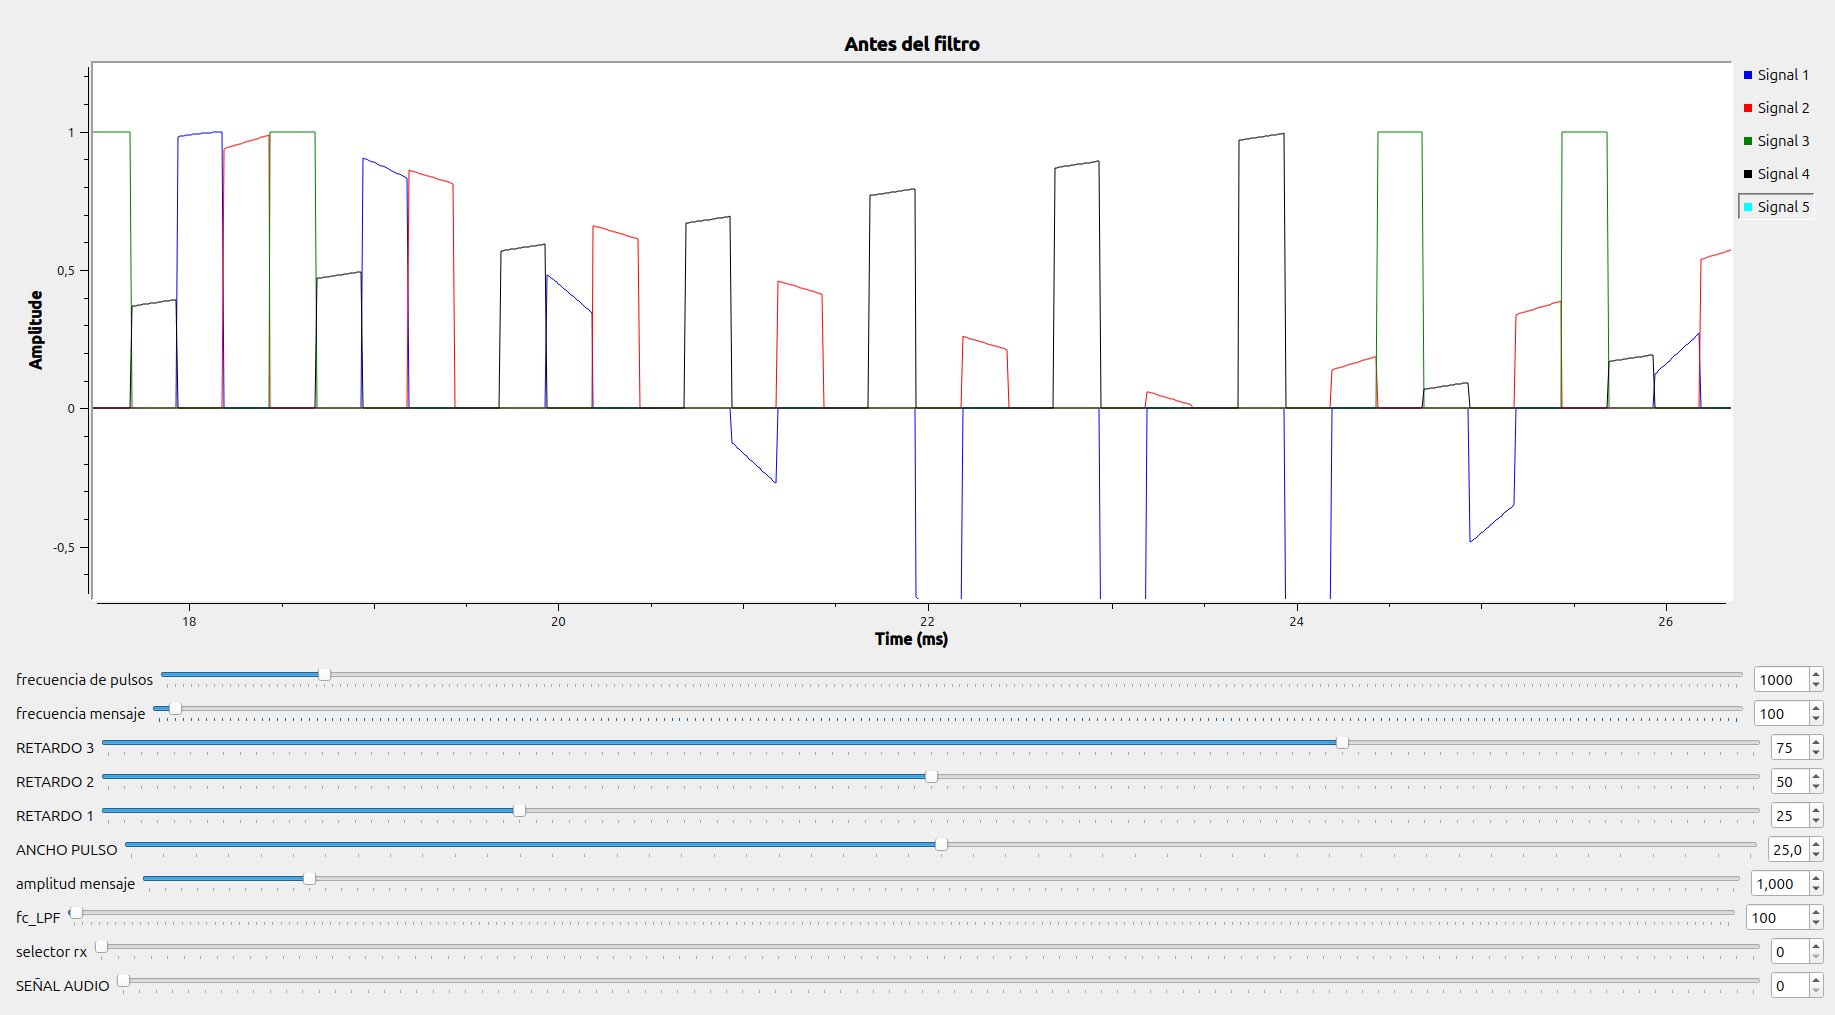 Antes del filtro
Signal 1
Signal 2
Signal 3
Signal 4
Signal 5
1
0,5
0
-0,5
Amplitude
18 20 22 24 26
Time (ms)
frecuencia de pulsos 1000
frecuencia mensaje 100
RETARDO 3 75
RETARDO 2 50
RETARDO 1 25
ANCHO PULSO 25,0
amplitud mensaje 1,000
fc_LPF 100
selector rx 0
SEÑAL AUDIO 0